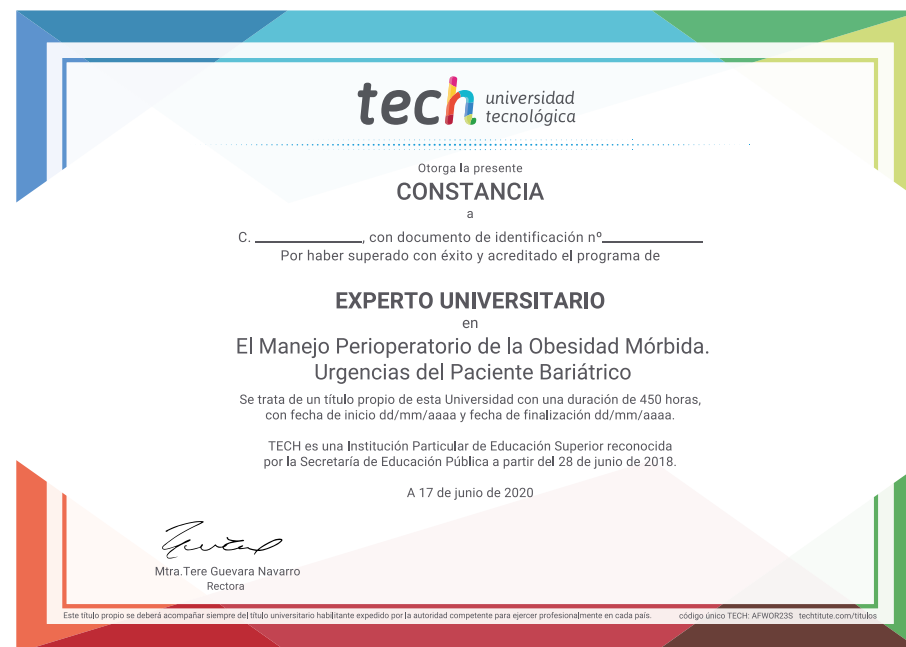 tech universidad
tecnológica
Otorga la presente
CONSTANCIA
a
C. ____________, con documento de identificación nº____________
Por haber superado con éxito y acreditado el programa de
EXPERTO UNIVERSITARIO
en
El Manejo Perioperatorio de la Obesidad Mórbida.
Urgencias del Paciente Bariátrico
Se trata de un título propio de esta Universidad con una duración de 450 horas,
con fecha de inicio dd/mm/aaaa y fecha de finalización dd/mm/aaaa.
TECH es una Institución Particular de Educación Superior reconocida
por la Secretaría de Educación Pública a partir del 28 de junio de 2018.
A 17 de junio de 2020
Mtra.Tere Guevara Navarro
Rectora
Este título propio se deberá acompañar siempre del título universitario habilitante expedido por la autoridad competente para ejercer profesionalmente en cada país. código único TECH: AFWOR23S techtitute.com/titulos